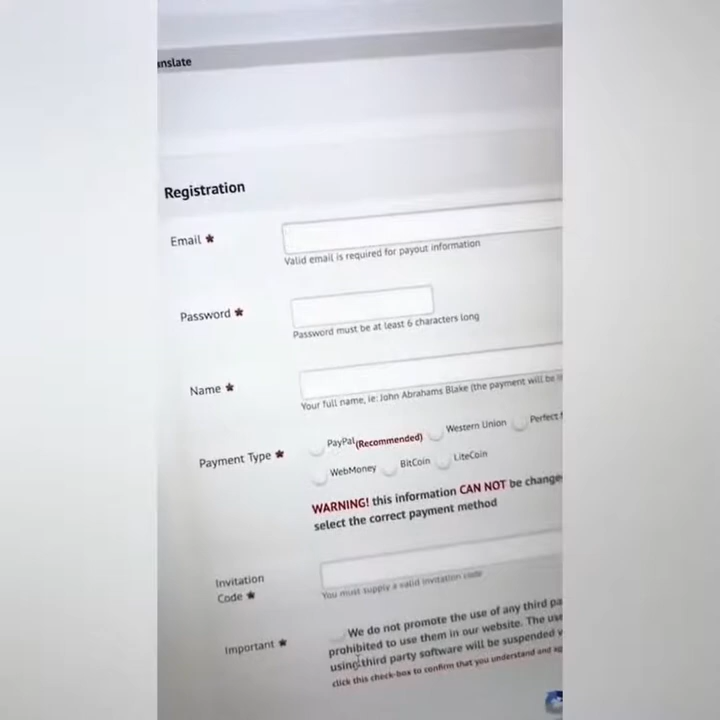 Registration
Email *
Valid email is required for payout information
Password *
Password must be at least 6 characters long
Name *
Your full name, ie: John Abrahams Blake (the payment will be
Payment Type *
PayPal(Recommended) Western Union Perfect
WebMoney BitCoin LiteCoin
WARNING! this information CAN NOT be change
select the correct payment method
Invitation
Code *
You must supply a valid invitation code
Important *
We do not promote the use of any third pa
prohibited to use them in our website. The use
using third party software will be suspended
click this check-box to confirm that you understand and